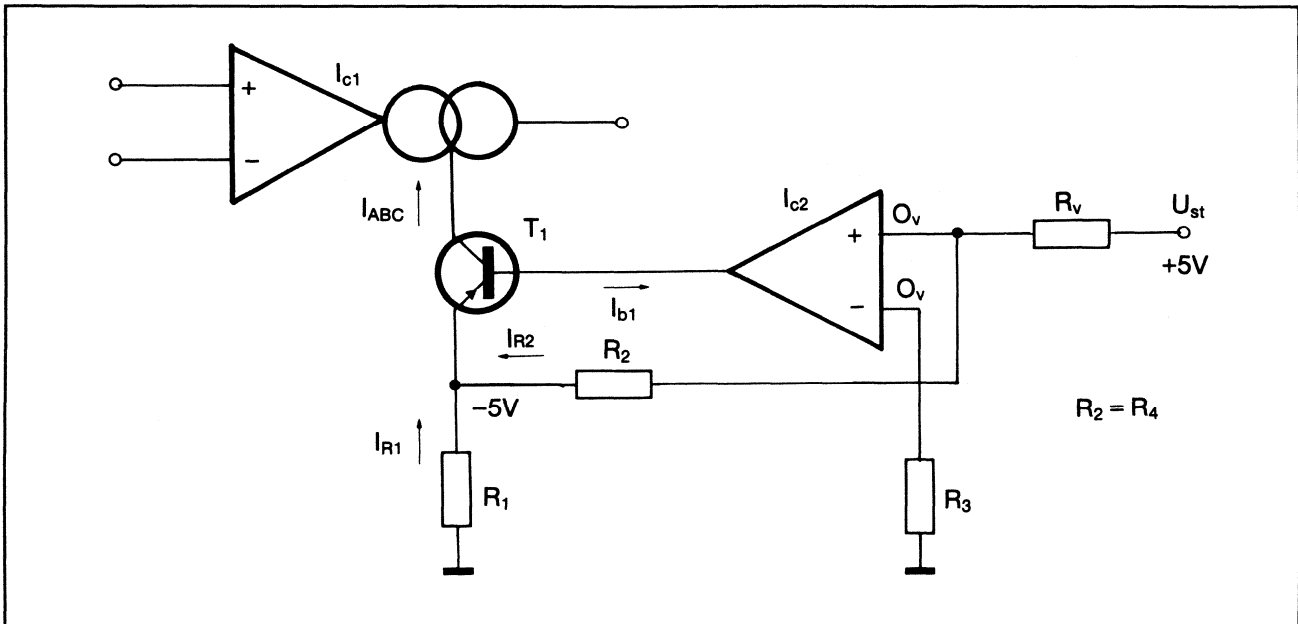 I_c1
+
−
I_ABC
T_1
I_c2
O_v
R_v
U_st
+
+5V
O_v
−
I_b1
I_R2
R_2
−5V
R_2 = R_4
I_R1
R_1
R_3